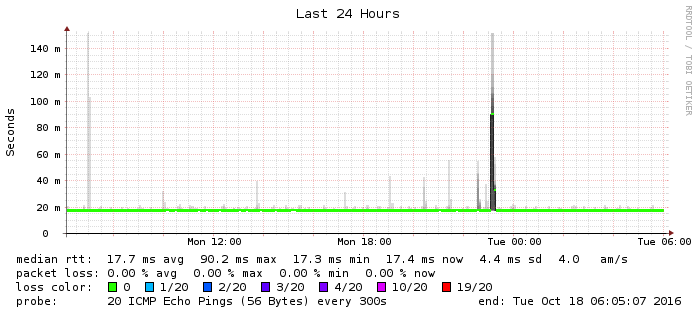 Last 24 Hours
RRDTOOL / TOBI OETIKER
Seconds
140 m
120 m
100 m
80 m
60 m
40 m
20 m
0
Mon 12:00 Mon 18:00 Tue 00:00 Tue 06:00
median rtt: 17.7 ms avg 90.2 ms max 17.3 ms min 17.4 ms now 4.4 ms sd 4.0 am/s
packet loss: 0.00 % avg 0.00 % max 0.00 % min 0.00 % now
loss color: 0 1/20 2/20 3/20 4/20 10/20 19/20
probe: 20 ICMP Echo Pings (56 Bytes) every 300s end: Tue Oct 18 06:05:07 2016